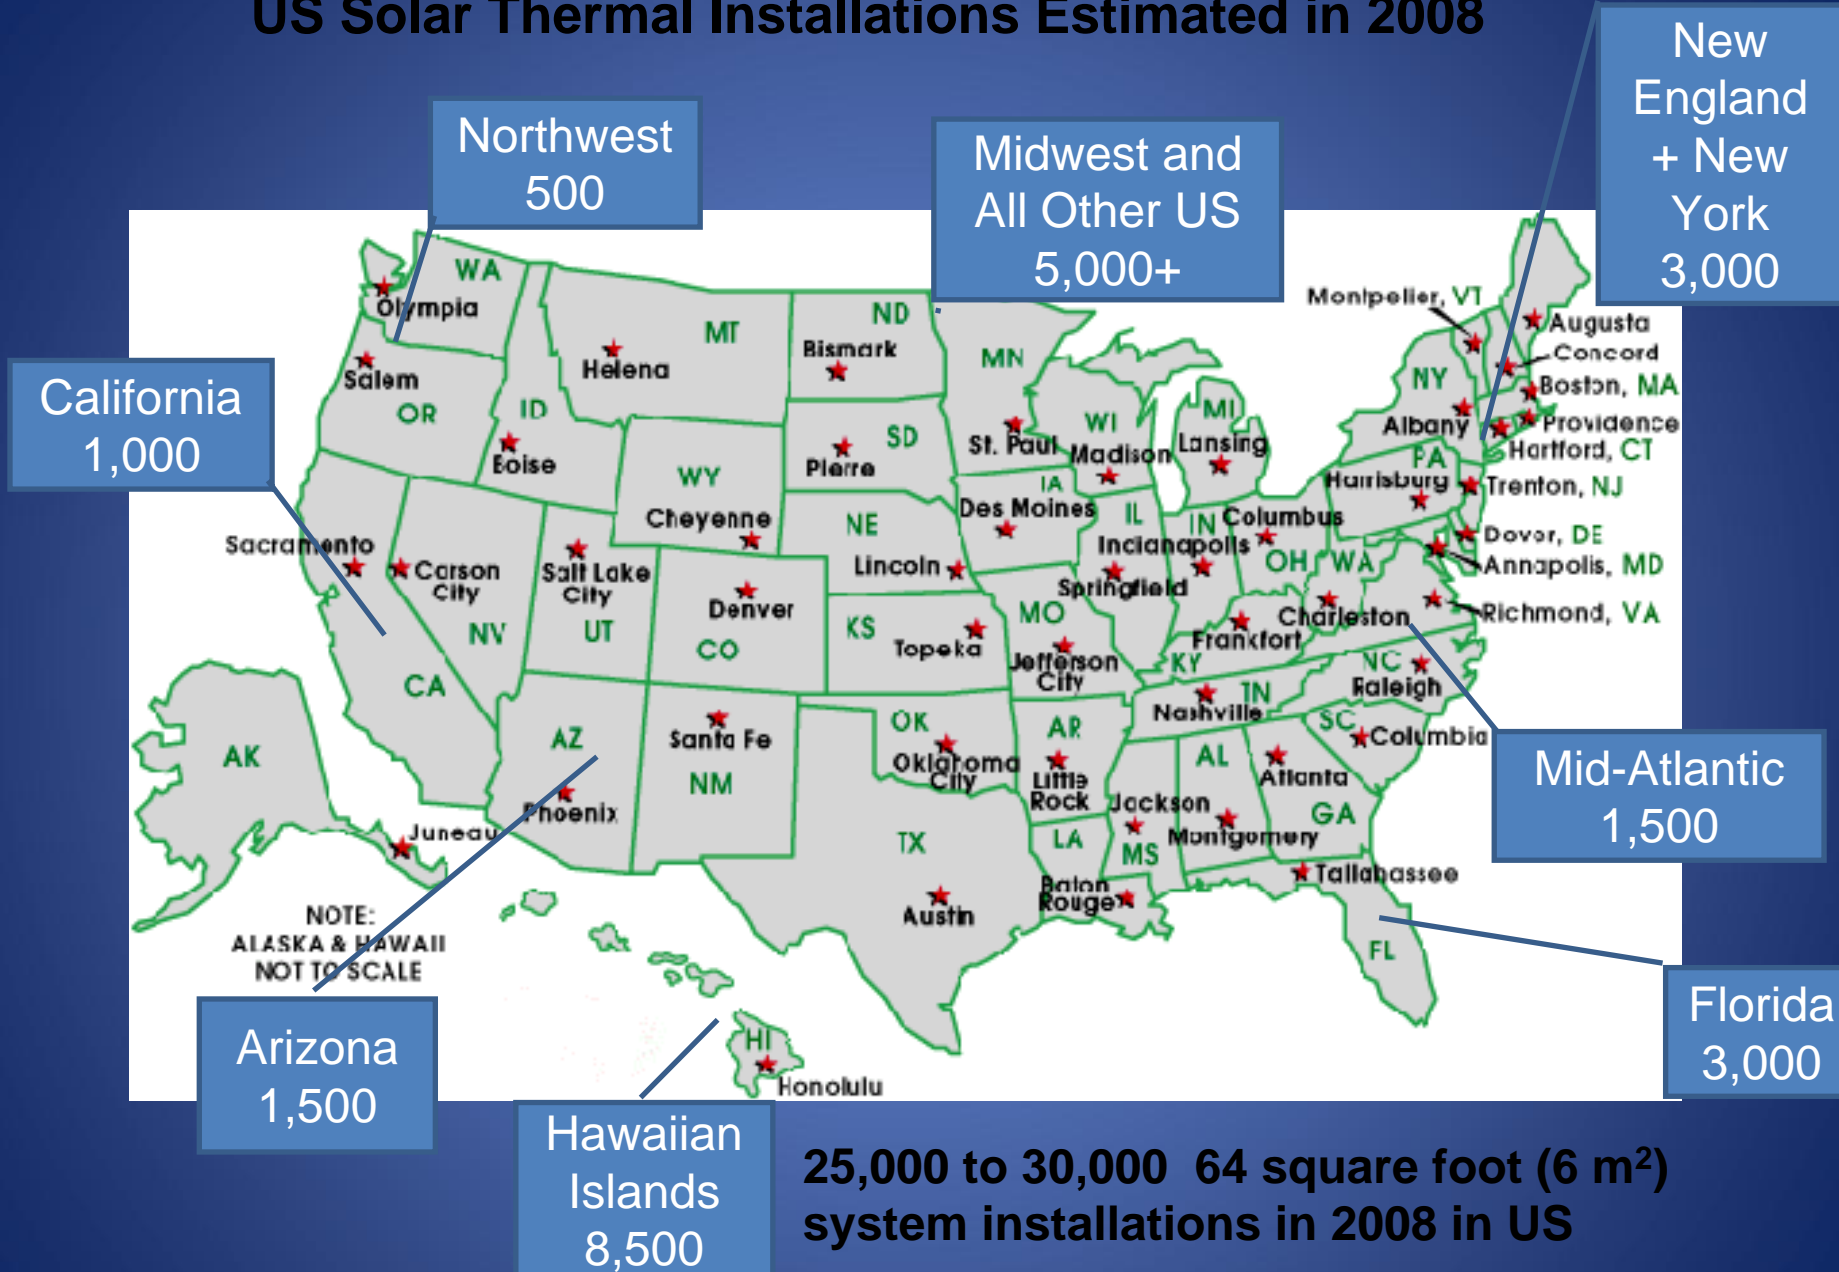 US Solar Thermal Installations Estimated in 2008
New
England
+ New
York
3,000
Northwest
500
Midwest and
All Other US
5,000+
California
1,000
Mid-Atlantic
1,500
Florida
3,000
Arizona
1,500
Hawaiian
Islands
8,500
WA
Olympia
Salem
OR
ID
Boise
MT
Helena
ND
Bismark
SD
Pierre
WY
Cheyenne
NE
Lincoln
MN
St. Paul
WI
Madison
MI
Lansing
IA
Des Moines
IL
Springfield
IN
Indianapolis
Columbus
OH
WA
Charleston
Montpelier, VT
Augusta
Concord
Boston, MA
Providence
Hartford, CT
NY
Albany
PA
Harrisburg
Trenton, NJ
Dover, DE
Annapolis, MD
Richmond, VA
Sacramento
CA
Carson
City
NV
Salt Lake
City
UT
Denver
CO
KS
Topeka
MO
Jefferson
City
Frankfort
KY
TN
Nashville
NC
Raleigh
SC
Columbia
AZ
Phoenix
Santa Fe
NM
OK
Oklahoma
City
AR
Little
Rock
TX
Austin
LA
Baton
Rouge
Jackson
MS
AL
Montgomery
Atlanta
GA
Tallahassee
FL
AK
Juneau
NOTE:
ALASKA & HAWAII
NOT TO SCALE
HI
Honolulu
25,000 to 30,000 64 square foot (6 m²)
system installations in 2008 in US